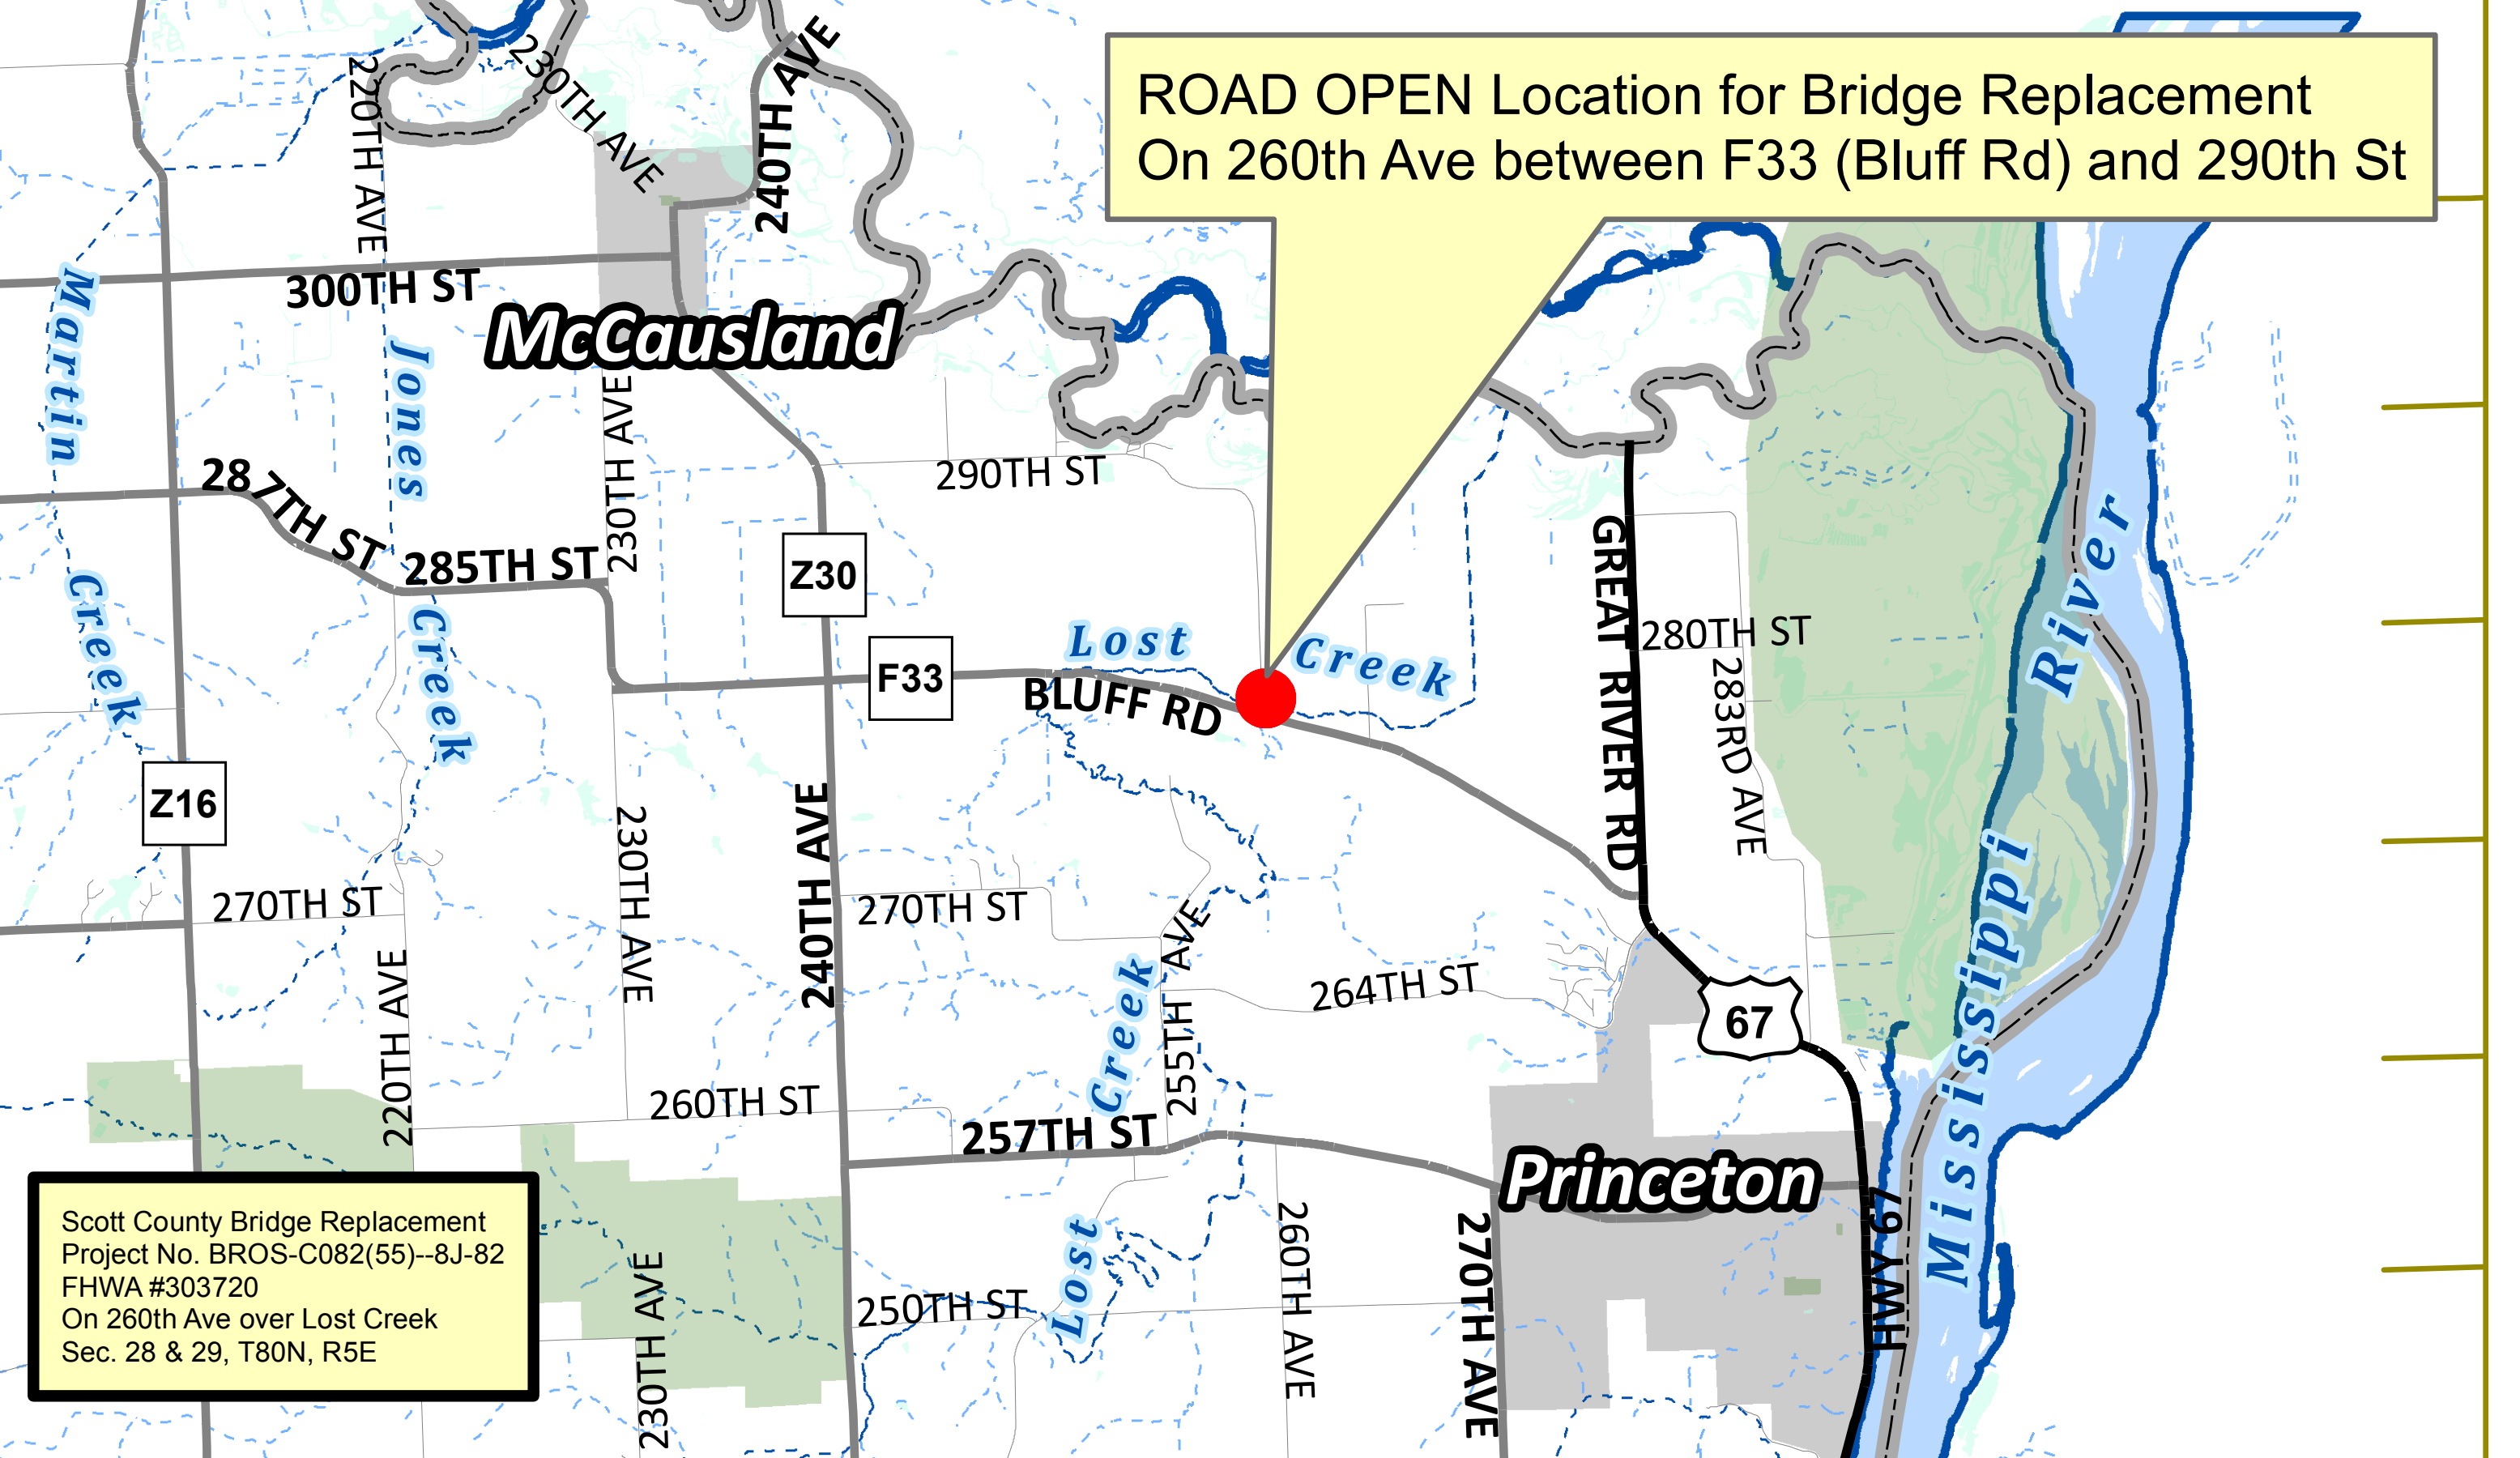 ROAD OPEN Location for Bridge Replacement
On 260th Ave between F33 (Bluff Rd) and 290th St
230TH AVE
220TH AVE
240TH AVE
300TH ST
McCausland
Martin
Creek
Jones
Creek
287TH ST
285TH ST
230TH AVE
290TH ST
Z30
F33
BLUFF RD
Lost
Creek
GREAT RIVER RD
280TH ST
283RD AVE
Mississippi
River
Z16
270TH ST
220TH AVE
230TH AVE
240TH AVE
270TH ST
255TH AVE
264TH ST
67
Creek
Lost
260TH ST
257TH ST
Princeton
HWY 67
250TH ST
260TH AVE
270TH AVE
230TH AVE
Scott County Bridge Replacement
Project No. BROS-C082(55)--8J-82
FHWA #303720
On 260th Ave over Lost Creek
Sec. 28 & 29, T80N, R5E